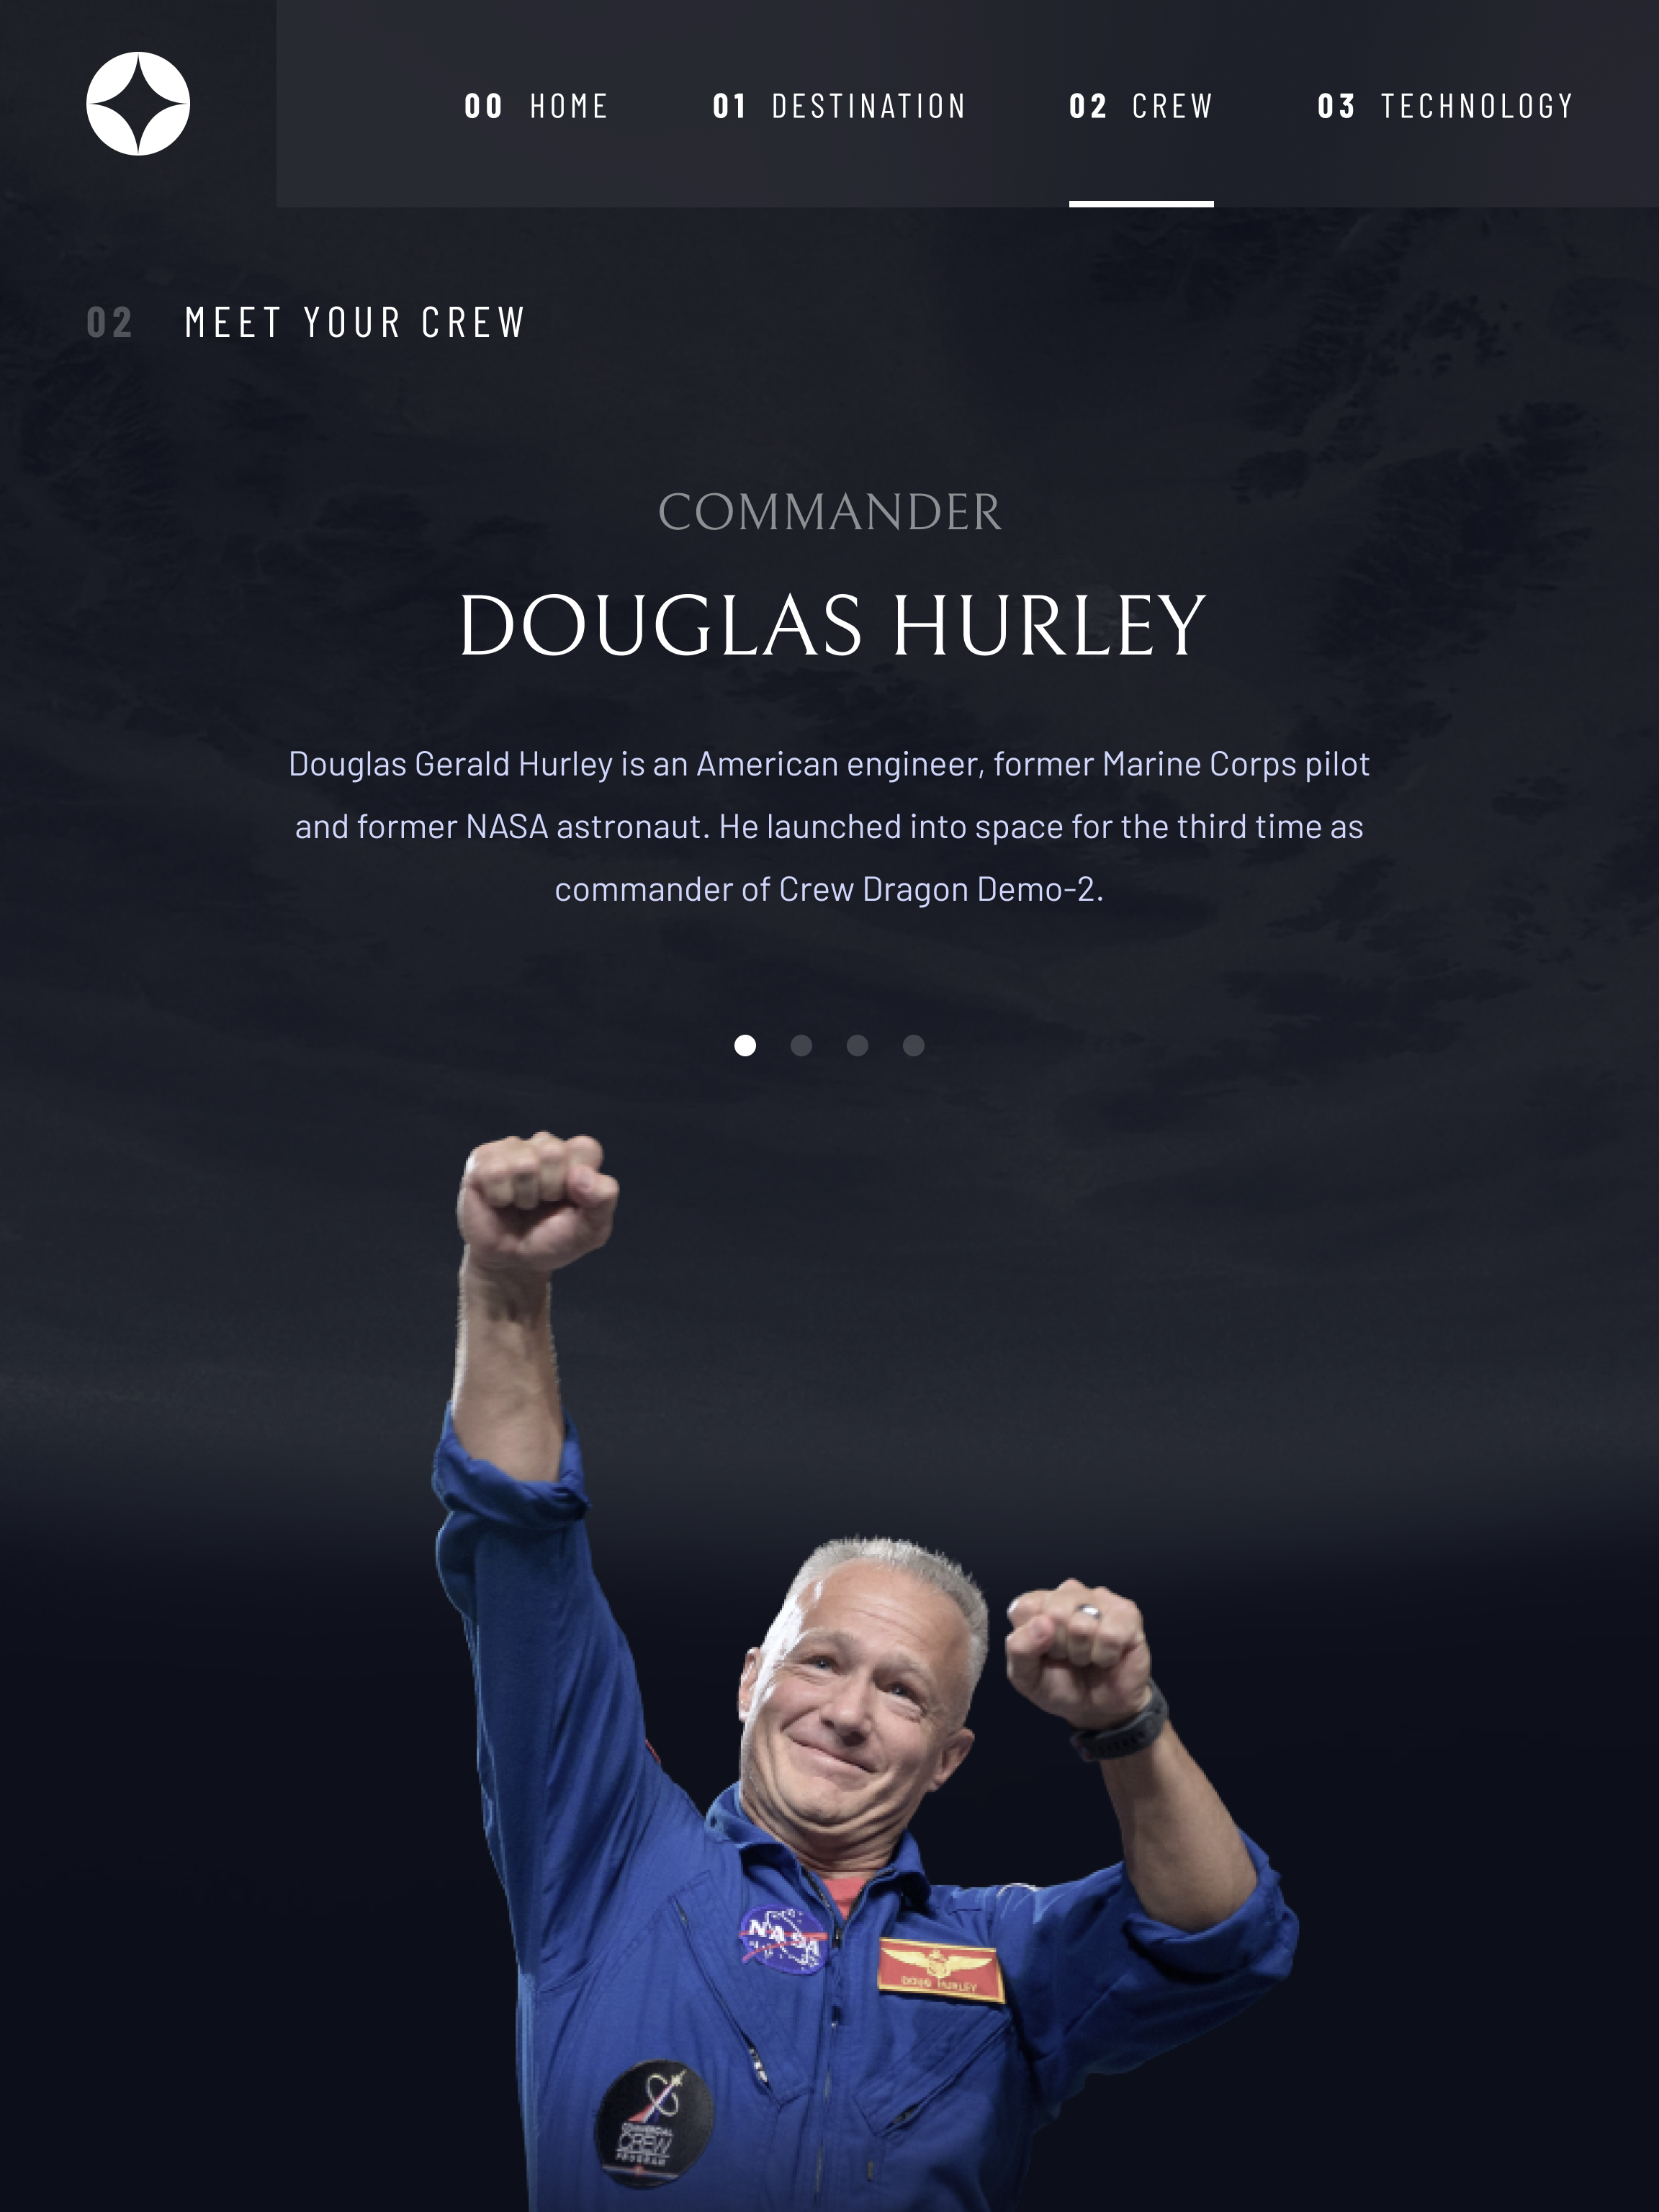 00 HOME 01 DESTINATION 02 CREW 03 TECHNOLOGY
02 MEET YOUR CREW
COMMANDER
DOUGLAS HURLEY
Douglas Gerald Hurley is an American engineer, former Marine Corps pilot
and former NASA astronaut. He launched into space for the third time as
commander of Crew Dragon Demo-2.
NASA
DOUG HURLEY
COMMERCIAL
CREW
PROGRAM